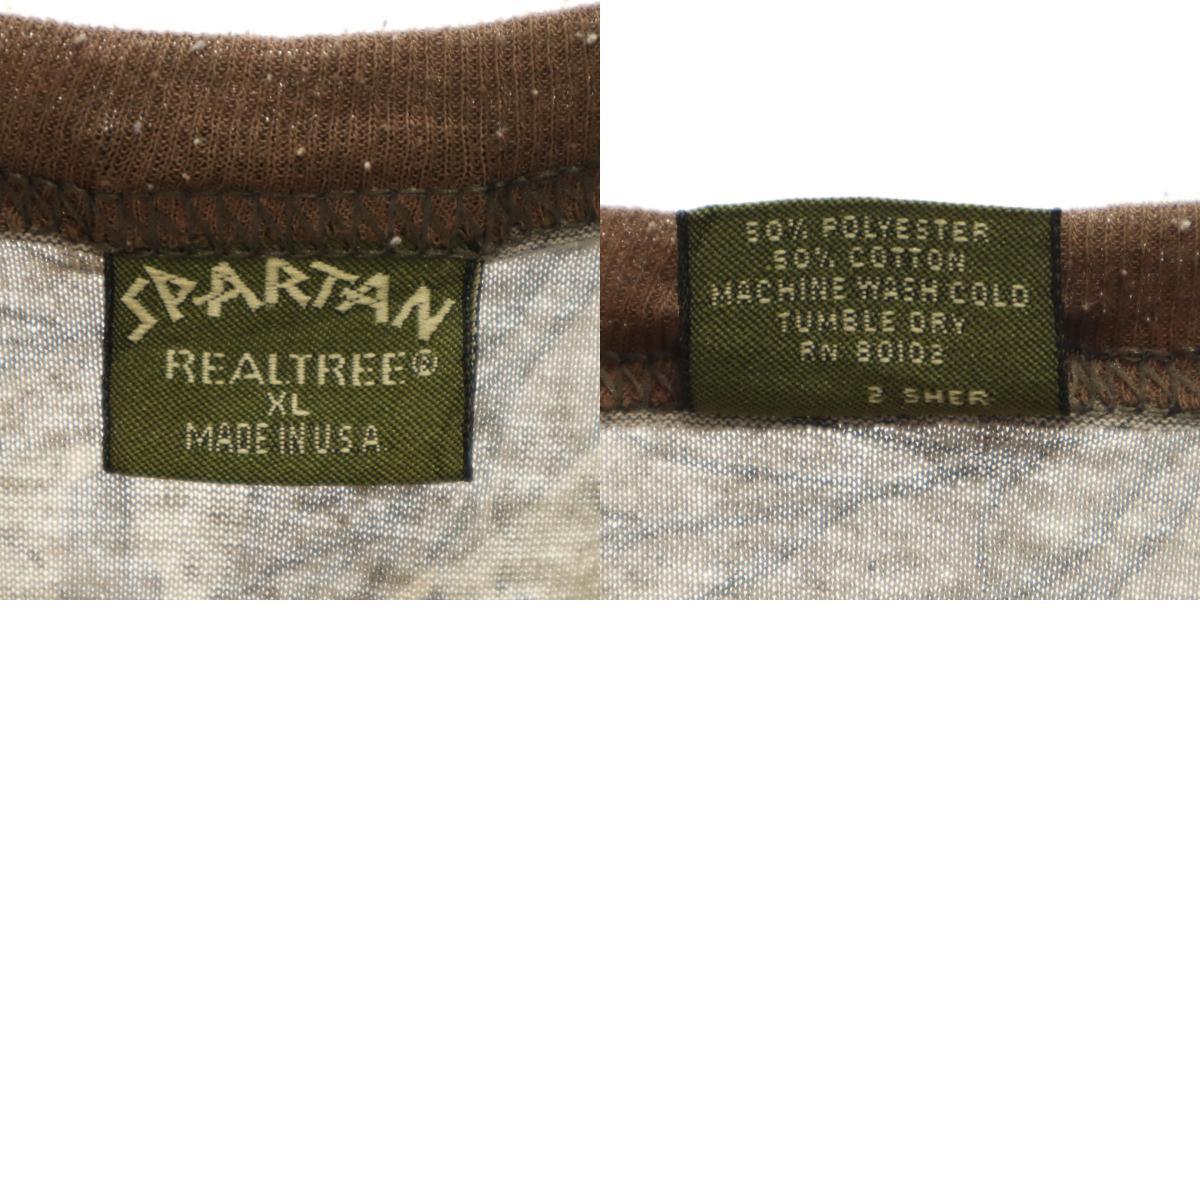 SPARTAN
REALTREE®
XL
MADE IN U.S.A.
50% POLYESTER
50% COTTON
MACHINE WASH COLD
TUMBLE DRY
RN 80102
2 SHER